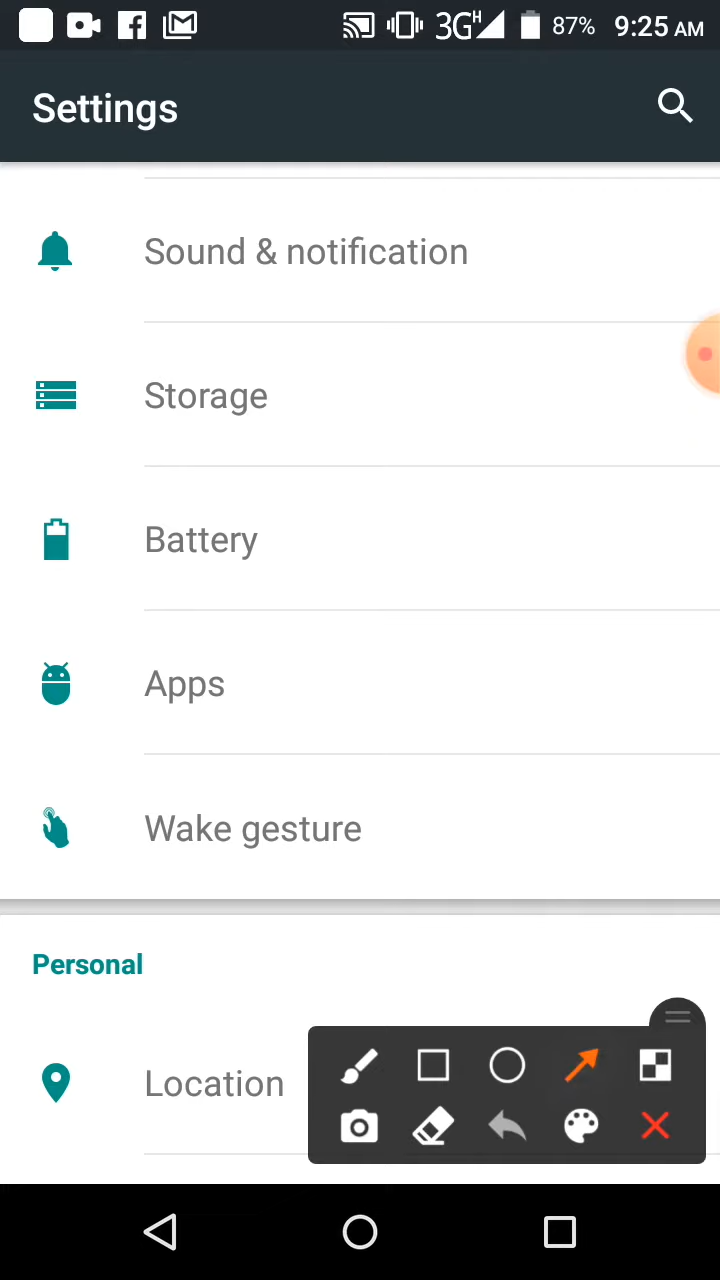 3G H 87% 9:25 AM
Settings
Sound & notification
Storage
Battery
Apps
Wake gesture
Personal
Location